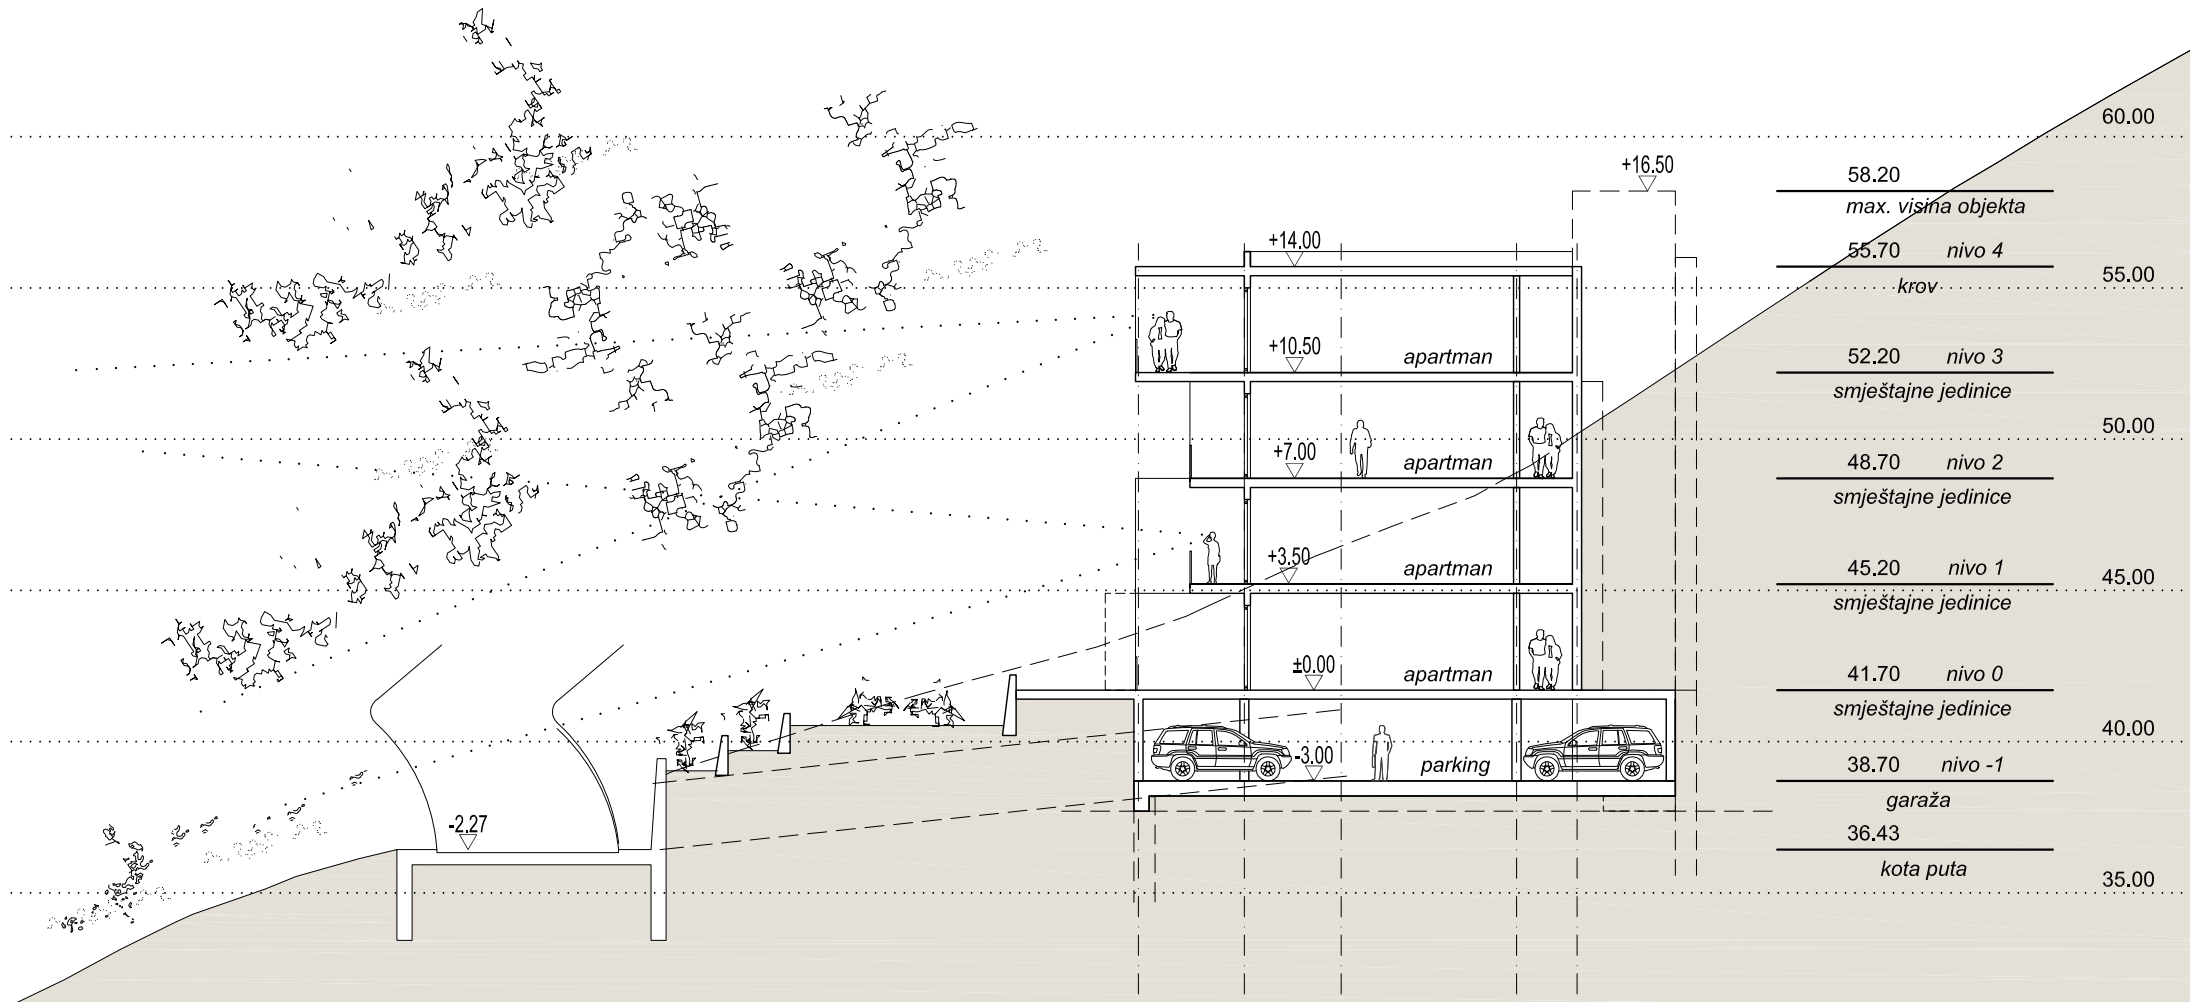 60.00
+16.50
58.20
max. visina objekta
+14.00
55.70 nivo 4
55.00
krov
+10.50
apartman
52.20 nivo 3
smještajne jedinice
50.00
+7.00
apartman
48.70 nivo 2
smještajne jedinice
+3.50
apartman
45.20 nivo 1
45.00
smještajne jedinice
±0.00
apartman
41.70 nivo 0
smještajne jedinice
40.00
-3.00
parking
38.70 nivo -1
garaža
-2.27
36.43
kota puta
35.00